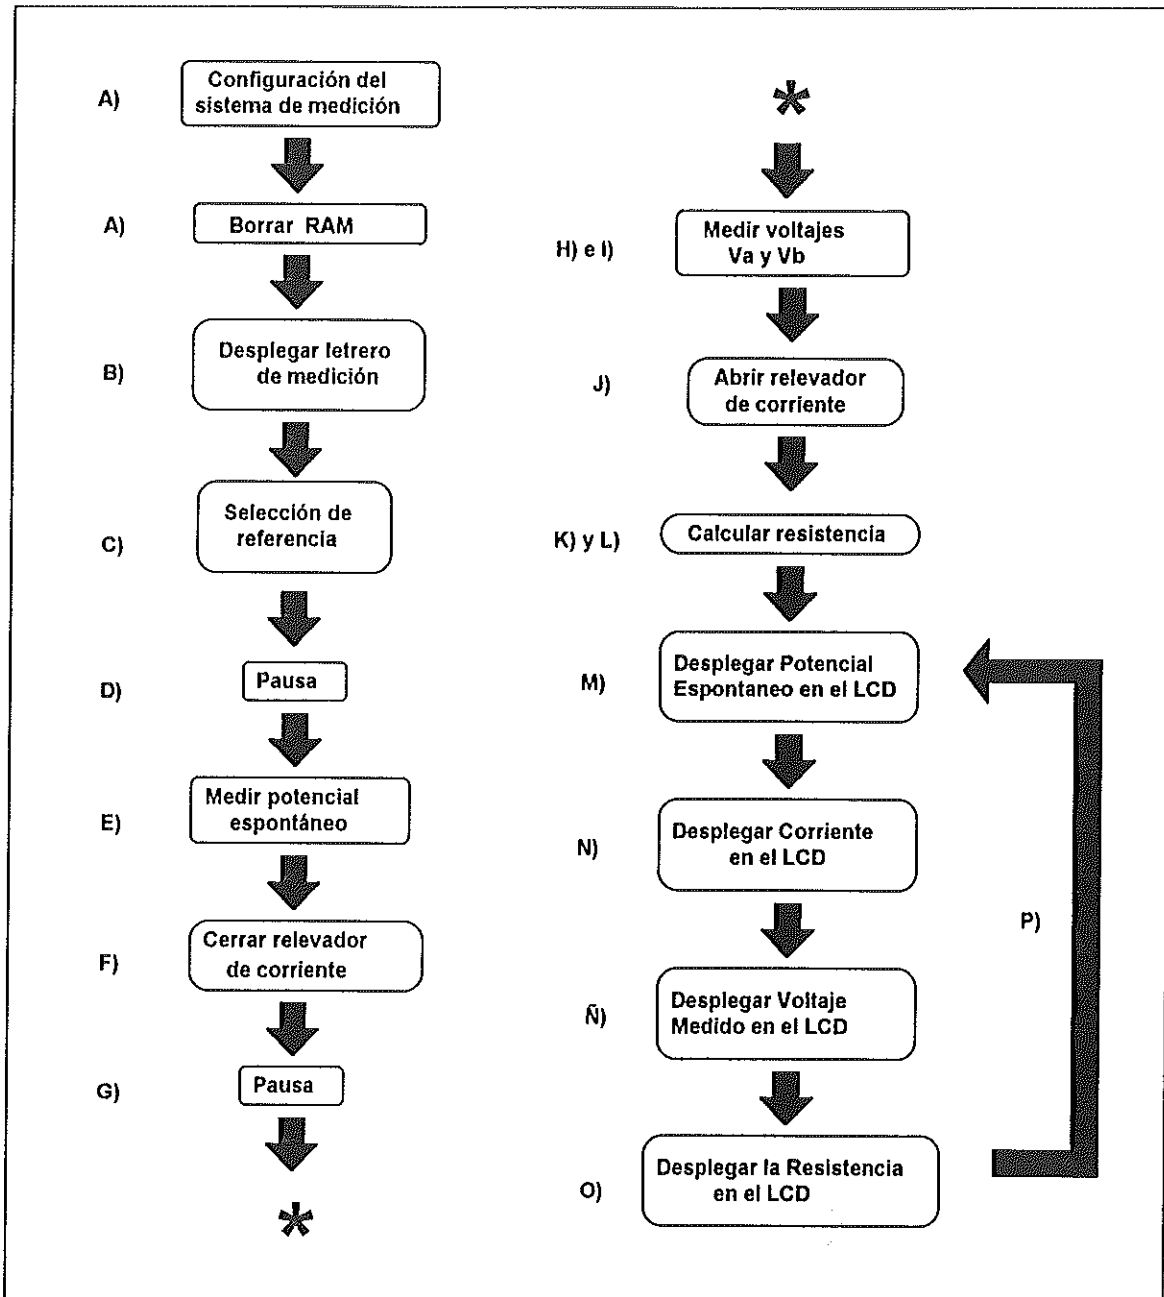 A)
Configuración del
sistema de medición
A)
Borrar RAM
B)
Desplegar letrero
de medición
C)
Selección de
referencia
D)
Pausa
E)
Medir potencial
espontáneo
F)
Cerrar relevador
de corriente
G)
Pausa
*
*
H) e I)
Medir voltajes
Va y Vb
J)
Abrir relevador
de corriente
K) y L)
Calcular resistencia
M)
Desplegar Potencial
Espontaneo en el LCD
N)
Desplegar Corriente
en el LCD
Ñ)
Desplegar Voltaje
Medido en el LCD
O)
Desplegar la Resistencia
en el LCD
P)